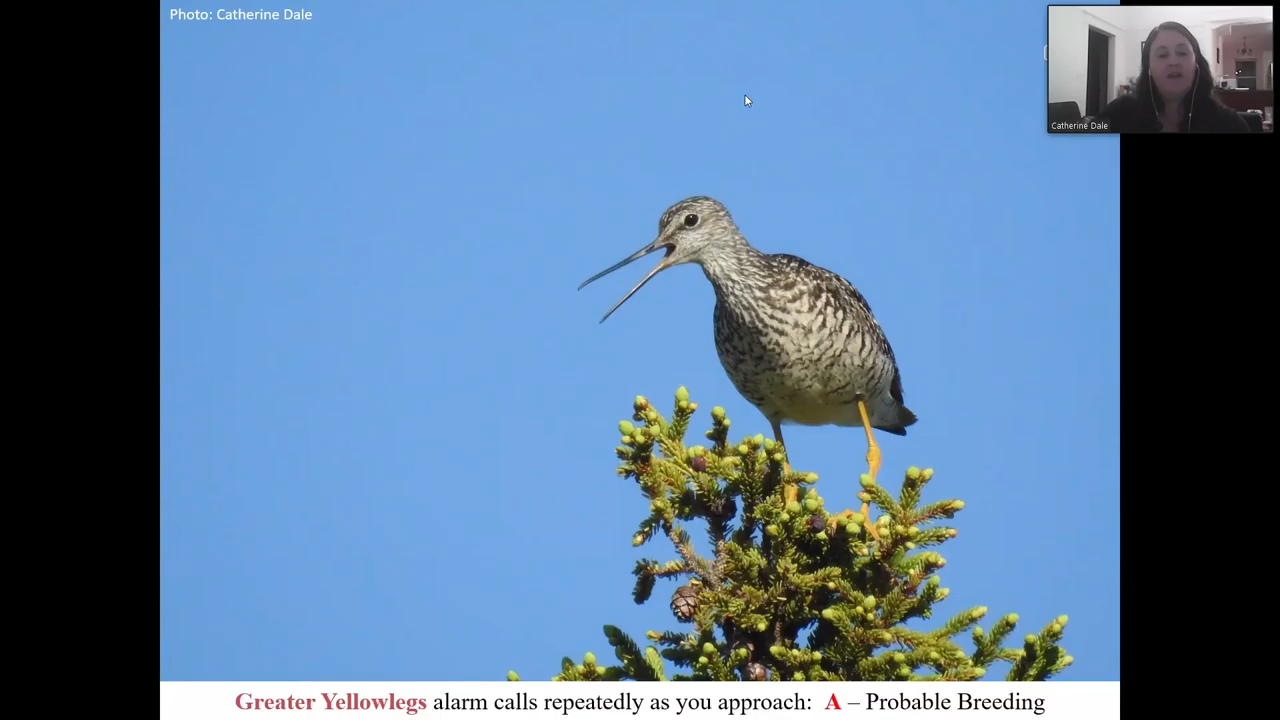 Photo: Catherine Dale
Catherine Dale
Greater Yellowlegs alarm calls repeatedly as you approach: A – Probable Breeding